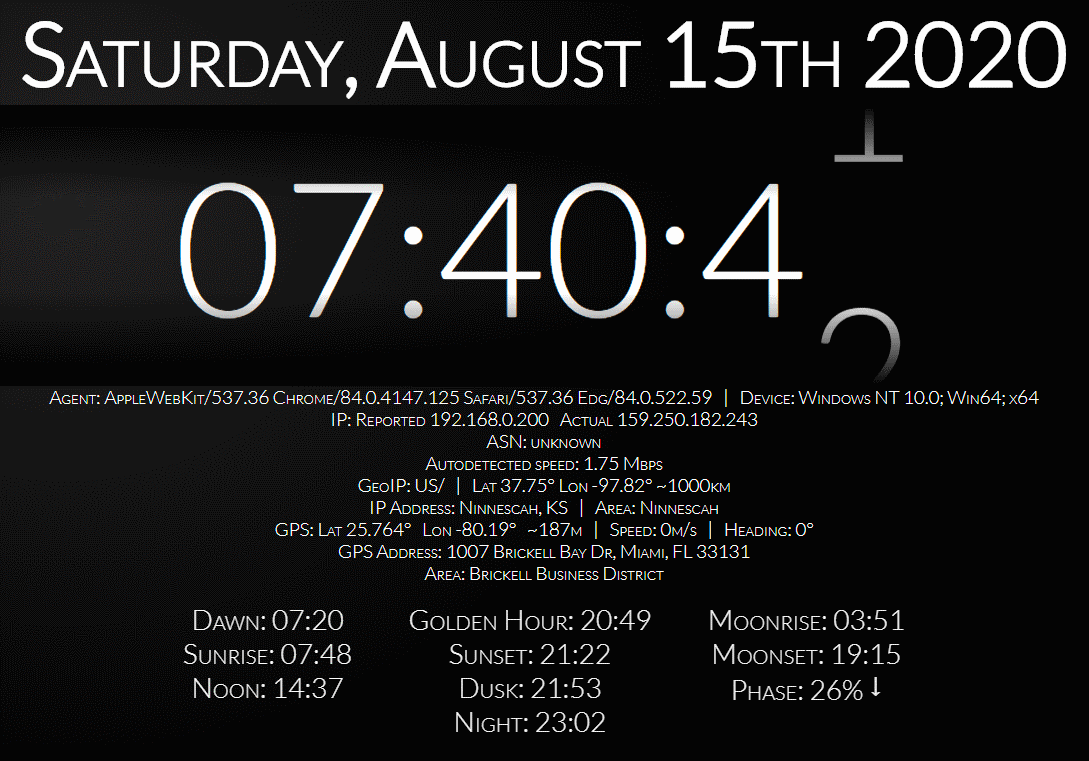 Saturday, August 15th 2020
1
07:40:4
2
Agent: AppleWebKit/537.36 Chrome/84.0.4147.125 Safari/537.36 Edg/84.0.522.59 | Device: Windows NT 10.0; Win64; x64
IP: Reported 192.168.0.200 Actual 159.250.182.243
ASN: unknown
Autodetected speed: 1.75 Mbps
GeoIP: US/ | Lat 37.75° Lon -97.82° ~1000km
IP Address: Ninnescah, KS | Area: Ninnescah
GPS: Lat 25.764° Lon -80.19° ~187m | Speed: 0m/s | Heading: 0°
GPS Address: 1007 Brickell Bay Dr, Miami, FL 33131
Area: Brickell Business District
Dawn: 07:20
Sunrise: 07:48
Noon: 14:37
Golden Hour: 20:49
Sunset: 21:22
Dusk: 21:53
Night: 23:02
Moonrise: 03:51
Moonset: 19:15
Phase: 26% ↓